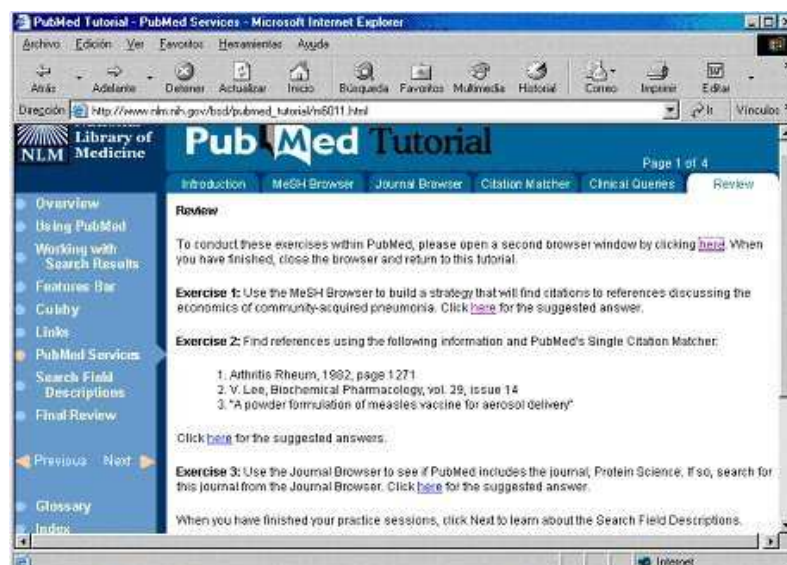 PubMed Tutorial - PubMed Services - Microsoft Internet Explorer
Archivo Edición Ver Favoritos Herramientas Ayuda
Atrás Adelante Detener Actualizar Inicio Búsqueda Favoritos Multimedia Historial Correo Imprimir Editar
Dirección http://www.nlm.nih.gov/bsd/pubmed_tutorial/m6011.html Ir Vínculos
Library of
NLM Medicine
PubMed Tutorial
Page 1 of 4
Introduction MeSH Browser Journal Browser Citation Matcher Clinical Queries Review
Overview
Using PubMed
Working with
Search Results
Features Bar
Cubby
Links
PubMed Services
Search Field
Descriptions
Final Review
Previous Next
Glossary
Index
Review
To conduct these exercises within PubMed, please open a second browser window by clicking here. When
you have finished, close the browser and return to this tutorial.
Exercise 1: Use the MeSH Browser to build a strategy that will find citations to references discussing the
economics of community-acquired pneumonia. Click here for the suggested answer.
Exercise 2: Find references using the following information and PubMed's Single Citation Matcher:
1. Arthritis Rheum, 1982, page 1271
2. V. Lee, Biochemical Pharmacology, vol. 29, issue 14
3. "A powder formulation of measles vaccine for aerosol delivery"
Click here for the suggested answers.
Exercise 3: Use the Journal Browser to see if PubMed includes the journal, Protein Science. If so, search for
this journal from the Journal Browser. Click here for the suggested answer.
When you have finished your practice sessions, click Next to learn about the Search Field Descriptions.
Internet